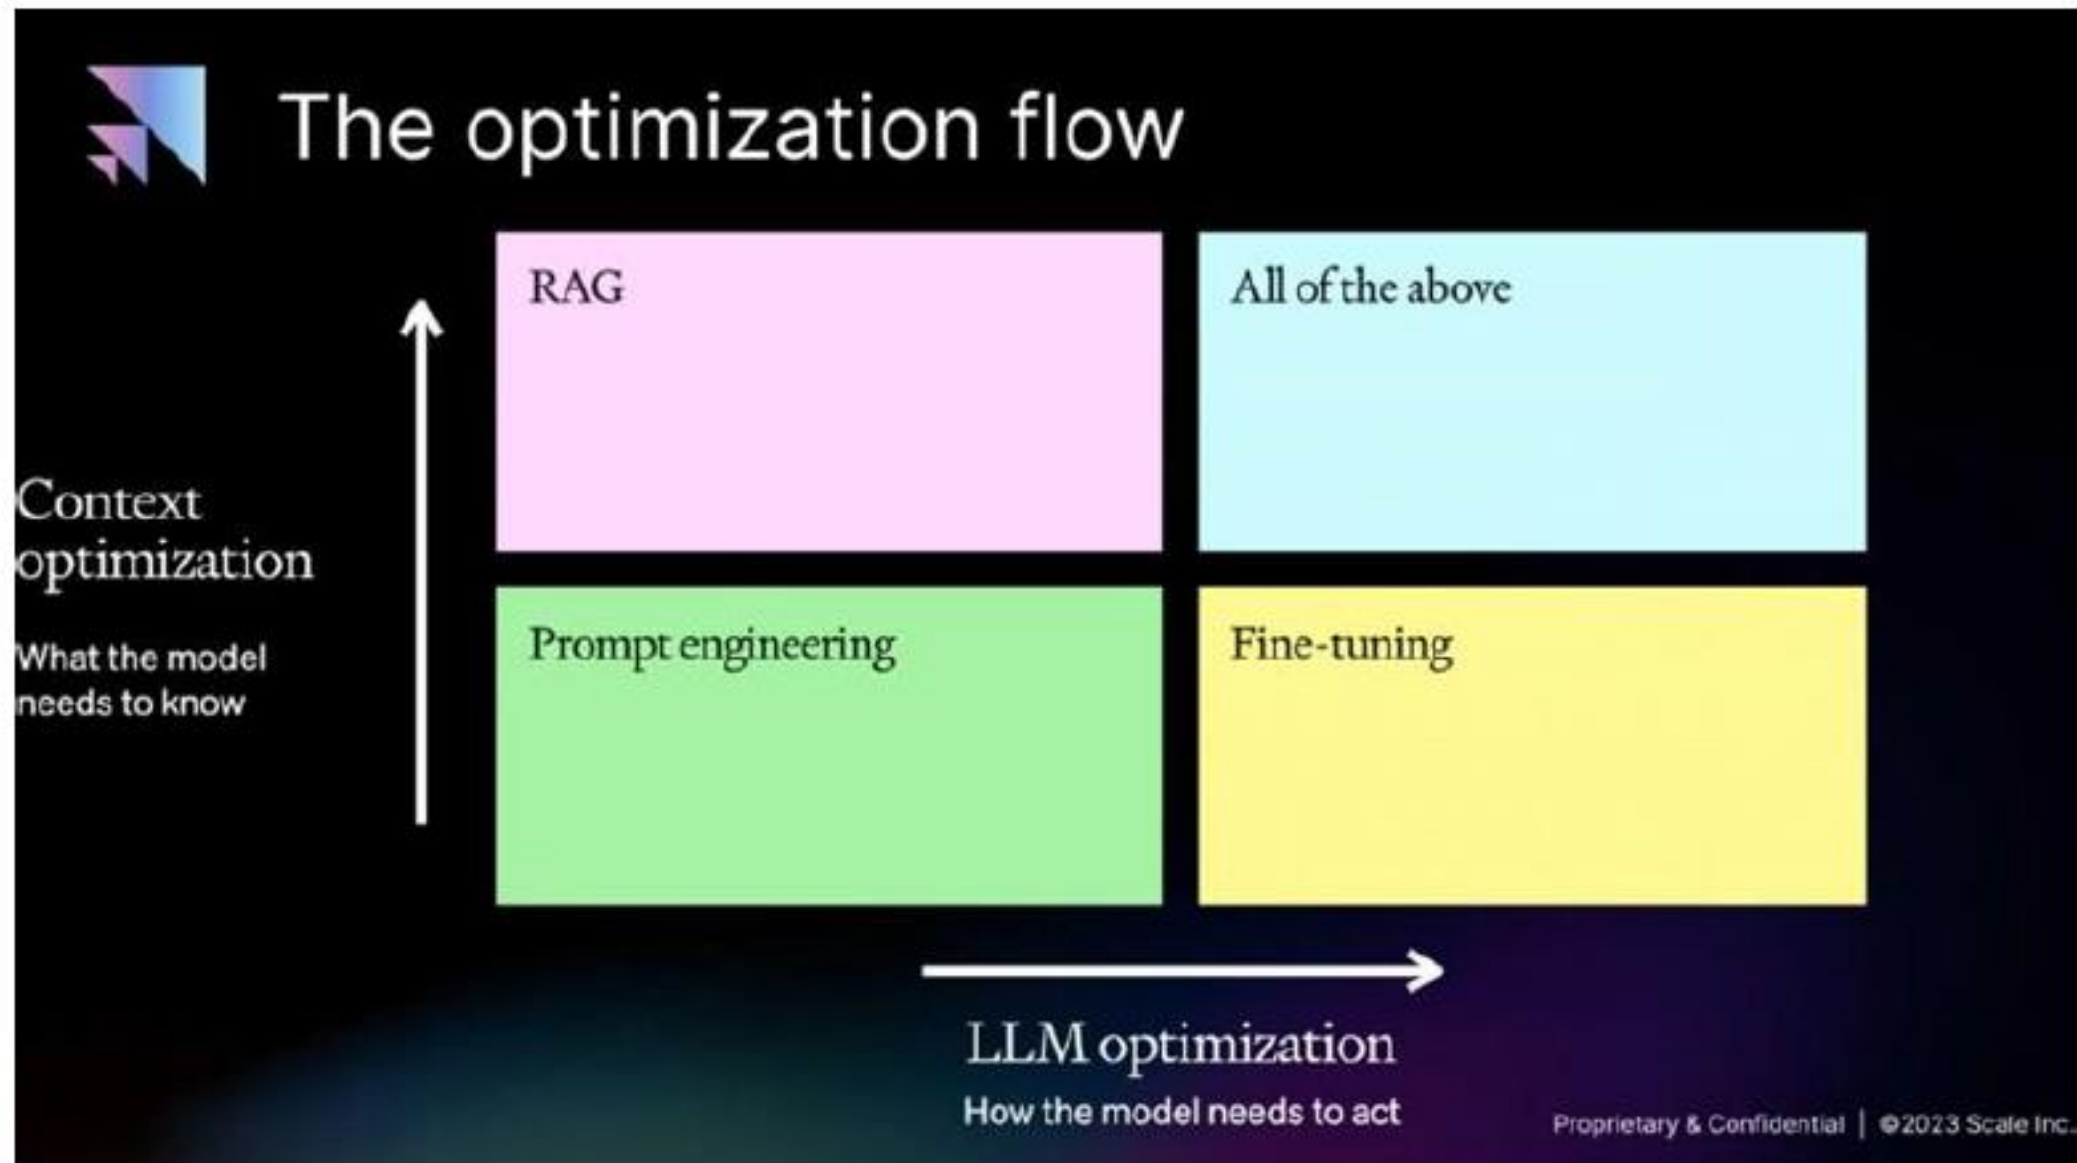 The optimization flow
RAG
All of the above
Context
optimization
What the model
needs to know
Prompt engineering
Fine-tuning
LLM optimization
How the model needs to act
Proprietary & Confidential | ©2023 Scale Inc.